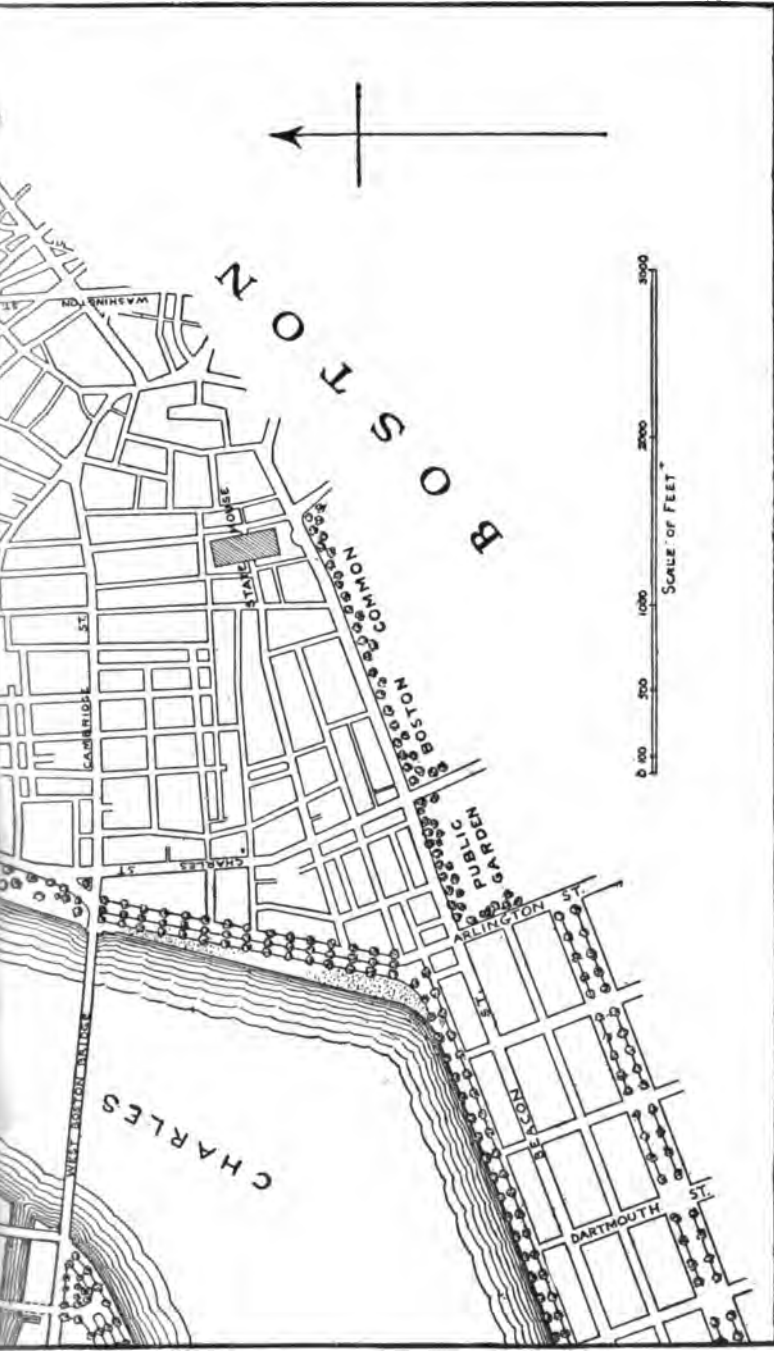 BOSTON
WASHINGTON
ST.
STATE HOUSE
CAMBRIDGE
ST.
BOSTON COMMON
PUBLIC
GARDEN
CHARLES
ST
ARLINGTON ST.
BEACON
ST.
DARTMOUTH ST.
WEST BOSTON BRIDGE
CHARLES
0 100 500 1000 2000 3000
SCALE OF FEET